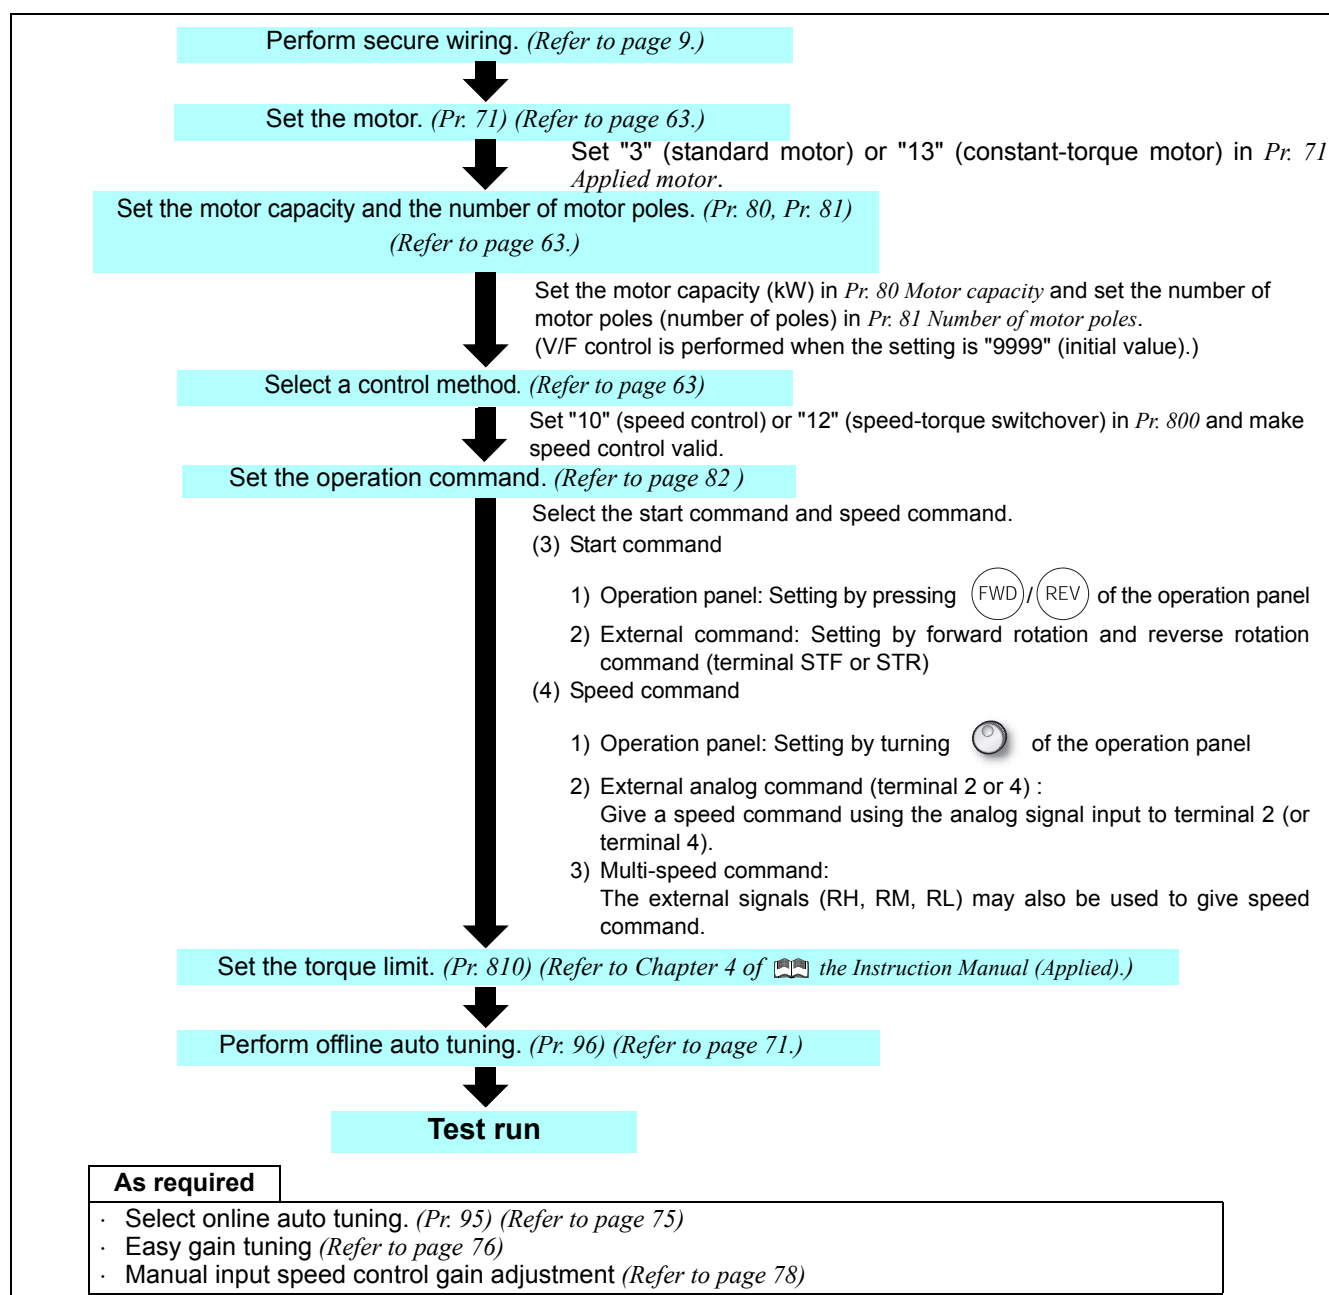 Perform secure wiring. (Refer to page 9.)
Set the motor. (Pr. 71) (Refer to page 63.)
Set "3" (standard motor) or "13" (constant-torque motor) in Pr. 71
Applied motor.
Set the motor capacity and the number of motor poles. (Pr. 80, Pr. 81)
(Refer to page 63.)
Set the motor capacity (kW) in Pr. 80 Motor capacity and set the number of
motor poles (number of poles) in Pr. 81 Number of motor poles.
(V/F control is performed when the setting is "9999" (initial value).)
Select a control method. (Refer to page 63)
Set "10" (speed control) or "12" (speed-torque switchover) in Pr. 800 and make
speed control valid.
Set the operation command. (Refer to page 82 )
Select the start command and speed command.
(3) Start command
1) Operation panel: Setting by pressing FWD/REV of the operation panel
2) External command: Setting by forward rotation and reverse rotation
command (terminal STF or STR)
(4) Speed command
1) Operation panel: Setting by turning of the operation panel
2) External analog command (terminal 2 or 4) :
Give a speed command using the analog signal input to terminal 2 (or
terminal 4).
3) Multi-speed command:
The external signals (RH, RM, RL) may also be used to give speed
command.
Set the torque limit. (Pr. 810) (Refer to Chapter 4 of the Instruction Manual (Applied).)
Perform offline auto tuning. (Pr. 96) (Refer to page 71.)
Test run
As required
· Select online auto tuning. (Pr. 95) (Refer to page 75)
· Easy gain tuning (Refer to page 76)
· Manual input speed control gain adjustment (Refer to page 78)